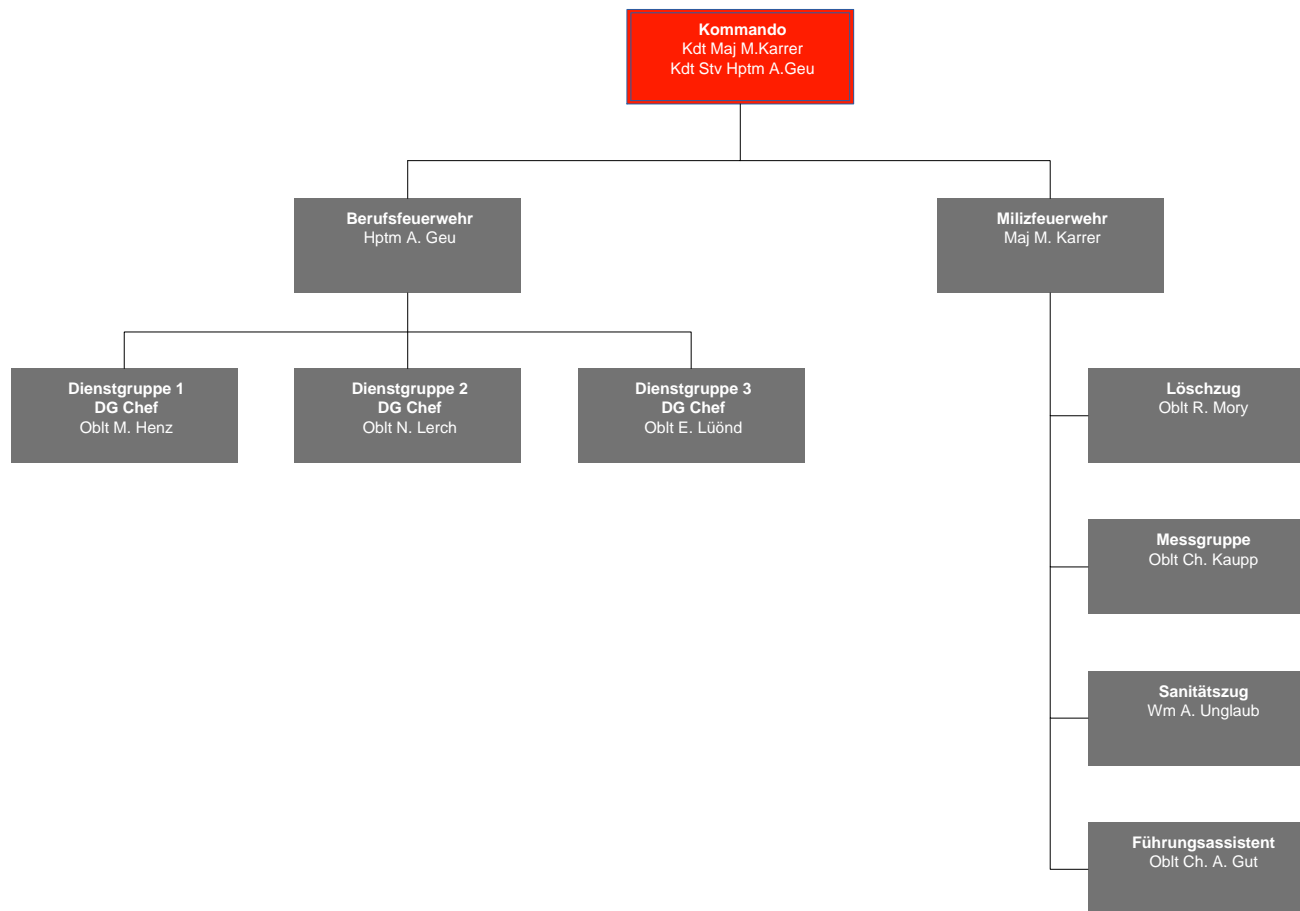 Kommando
Kdt Maj M.Karrer
Kdt Stv Hptm A.Geu
Berufsfeuerwehr
Hptm A. Geu
Milizfeuerwehr
Maj M. Karrer
Dienstgruppe 1
DG Chef
Oblt M. Henz
Dienstgruppe 2
DG Chef
Oblt N. Lerch
Dienstgruppe 3
DG Chef
Oblt E. Lüönd
Löschzug
Oblt R. Mory
Messgruppe
Oblt Ch. Kaupp
Sanitätszug
Wm A. Unglaub
Führungsassistent
Oblt Ch. A. Gut